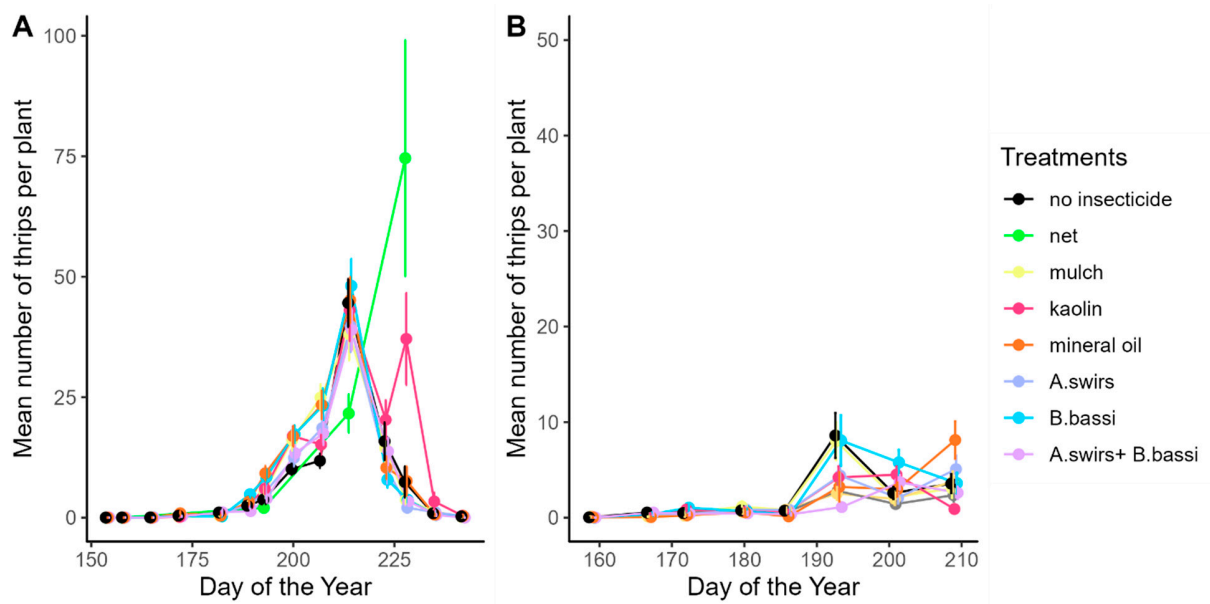 A
Mean number of thrips per plant
100
75
50
25
0
150
175
200
225
Day of the Year
B
Mean number of thrips per plant
50
40
30
20
10
0
160
170
180
190
200
210
Day of the Year
Treatments
no insecticide
net
mulch
kaolin
mineral oil
A.swirs
B.bassi
A.swirs+ B.bassi